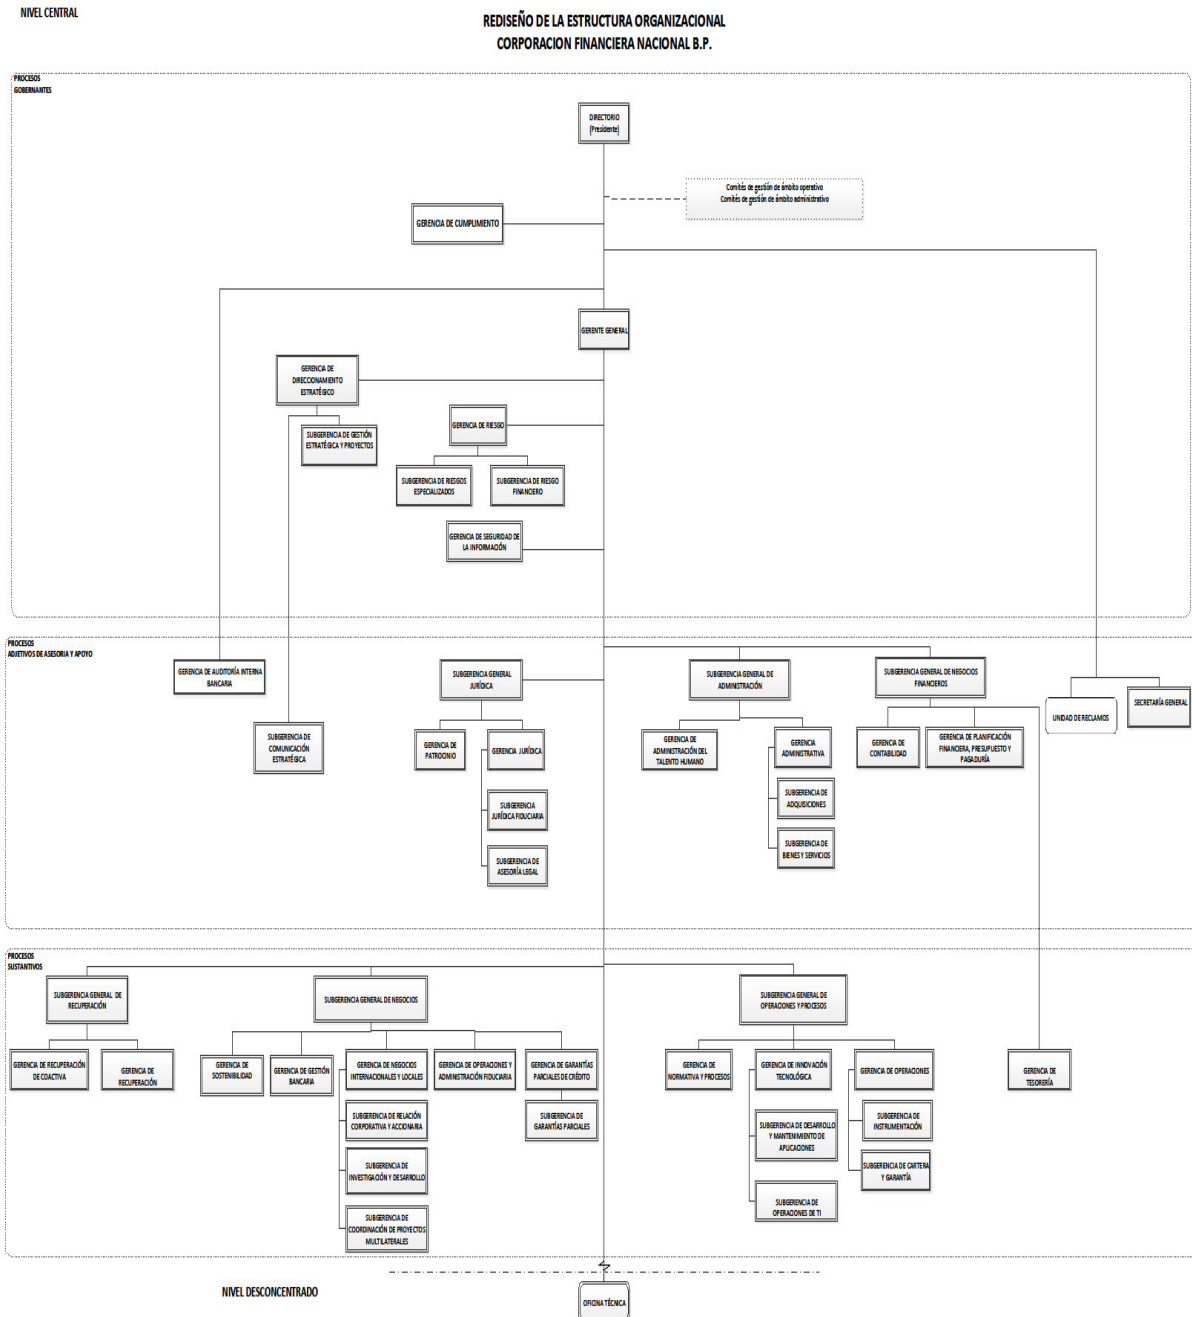 NIVEL CENTRAL
REDISEÑO DE LA ESTRUCTURA ORGANIZACIONAL
CORPORACION FINANCIERA NACIONAL B.P.
PROCESOS
GOBERNANTES
DIRECTORIO
(Presidente)
Comités de gestión de ámbito operativo
Comités de gestión de ámbito administrativo
GERENCIA DE CUMPLIMIENTO
GERENTE GENERAL
GERENCIA DE
DIRECCIONAMIENTO
ESTRATÉGICO
SUBGERENCIA DE GESTIÓN
ESTRATÉGICA Y PROYECTOS
GERENCIA DE RIESGO
SUBGERENCIA DE RIESGOS
ESPECIALIZADOS
SUBGERENCIA DE RIESGO
FINANCIERO
GERENCIA DE SEGURIDAD DE
LA INFORMACIÓN
PROCESOS
ADJETIVOS DE ASESORIA Y APOYO
GERENCIA DE AUDITORÍA INTERNA
BANCARIA
SUBGERENCIA DE
COMUNICACIÓN
ESTRATÉGICA
SUBGERENCIA GENERAL
JURÍDICA
GERENCIA DE
PATROCINIO
GERENCIA JURÍDICA
SUBGERENCIA
JURÍDICA FIDUCIARIA
SUBGERENCIA DE
ASESORÍA LEGAL
SUBGERENCIA GENERAL DE
ADMINISTRACIÓN
GERENCIA DE
ADMINISTRACIÓN DEL
TALENTO HUMANO
GERENCIA
ADMINISTRATIVA
SUBGERENCIA DE
ADQUISICIONES
SUBGERENCIA DE
BIENES Y SERVICIOS
SUBGERENCIA GENERAL DE NEGOCIOS
FINANCIEROS
GERENCIA DE
CONTABILIDAD
GERENCIA DE PLANIFICACIÓN
FINANCIERA, PRESUPUESTO Y
PAGADURÍA
UNIDAD DE RECLAMOS
SECRETARÍA GENERAL
PROCESOS
SUSTANTIVOS
SUBGERENCIA GENERAL DE
RECUPERACIÓN
GERENCIA DE RECUPERACIÓN
DE COACTIVA
GERENCIA DE
RECUPERACIÓN
SUBGERENCIA GENERAL DE NEGOCIOS
GERENCIA DE
SOSTENIBILIDAD
GERENCIA DE GESTIÓN
BANCARIA
GERENCIA DE NEGOCIOS
INTERNACIONALES Y LOCALES
SUBGERENCIA DE RELACIÓN
CORPORATIVA Y ACCIONARIA
SUBGERENCIA DE
INVESTIGACIÓN Y DESARROLLO
SUBGERENCIA DE
COORDINACIÓN DE PROYECTOS
MULTILATERALES
GERENCIA DE OPERACIONES Y
ADMINISTRACIÓN FIDUCIARIA
GERENCIA DE GARANTÍAS
PARCIALES DE CRÉDITO
SUBGERENCIA DE
GARANTÍAS PARCIALES
SUBGERENCIA GENERAL DE
OPERACIONES Y PROCESOS
GERENCIA DE
NORMATIVA Y PROCESOS
GERENCIA DE INNOVACIÓN
TECNOLÓGICA
SUBGERENCIA DE DESARROLLO
Y MANTENIMIENTO DE
APLICACIONES
SUBGERENCIA DE
OPERACIONES DE TI
GERENCIA DE OPERACIONES
SUBGERENCIA DE
INSTRUMENTACIÓN
SUBGERENCIA DE CARTERA
Y GARANTÍA
GERENCIA DE
TESORERÍA
NIVEL DESCONCENTRADO
OFICINA TÉCNICA